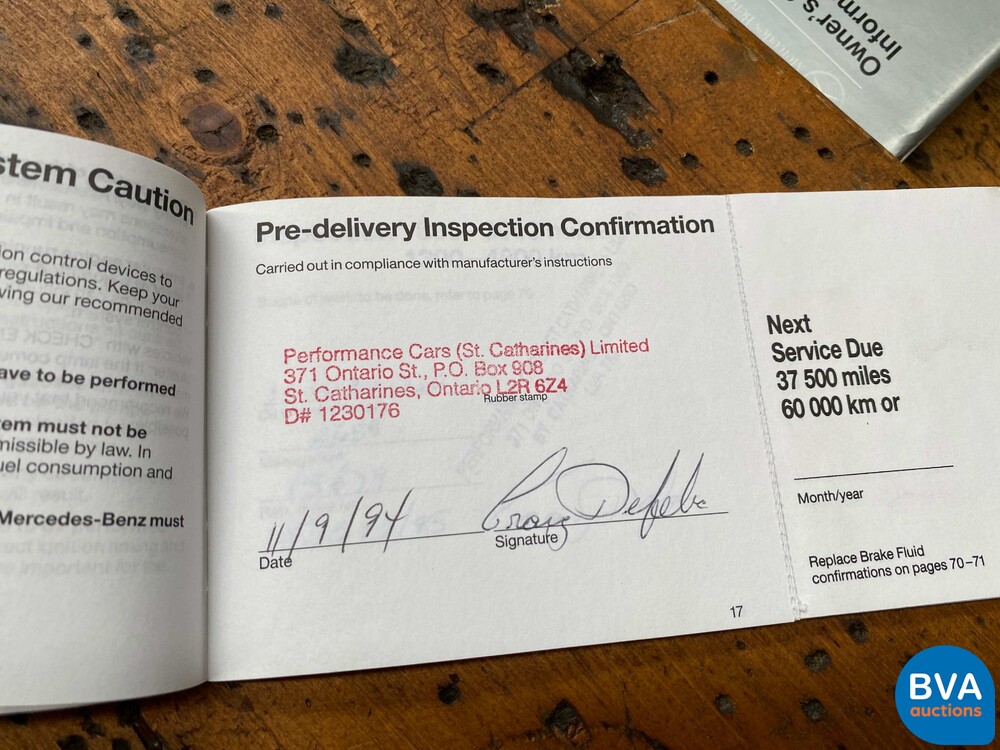 Owner's
Inform
stem Caution
ion control devices to
regulations. Keep your
wing our recommended
ave to be performed
em must not be
missible by law. In
uel consumption and
Mercedes-Benz must
Pre-delivery Inspection Confirmation
Carried out in compliance with manufacturer's instructions
Performance Cars (St. Catharines) Limited
371 Ontario St., P.O. Box 908
St. Catharines, Ontario L2R 6Z4
D# 1230176
Rubber stamp
11/9/94
Craig
Date
Signature
17
Next
Service Due
37 500 miles
60 000 km or
Month/year
Replace Brake Fluid
confirmations on pages 70–71
BVA
auctions